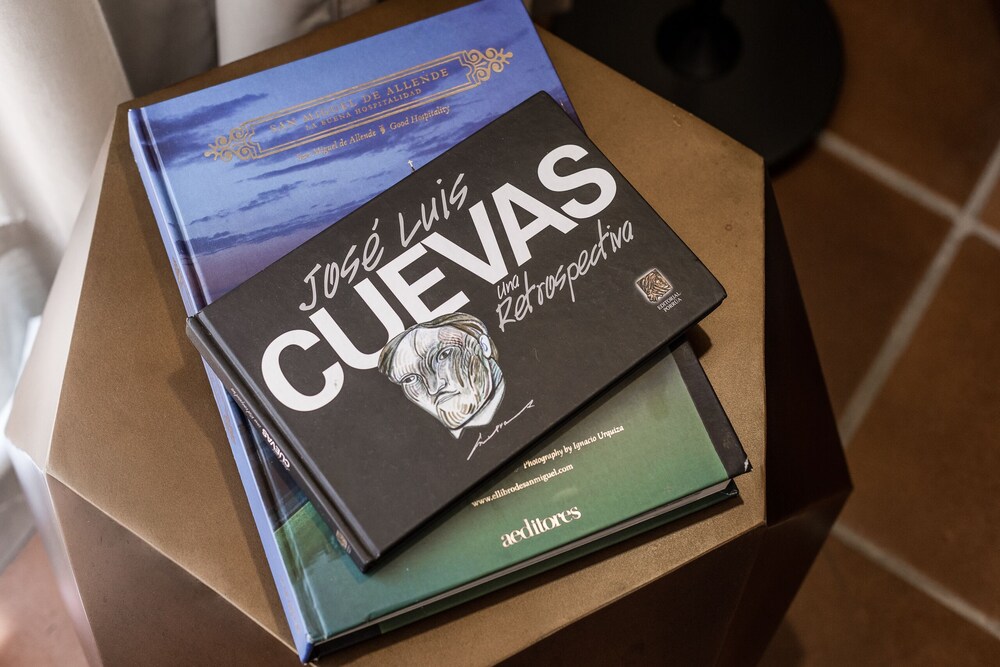 SAN MIGUEL DE ALLENDE
LA BUENA HOSPITALIDAD
San Miguel de Allende Good Hospitality
JOSÉ LUIS
CUEVAS
una
Retrospectiva
EDITORIAL
PORRÚA
CUEVAS
Photography by Ignacio Urquiza
www.ellibrodesanmiguel.com
aeditores